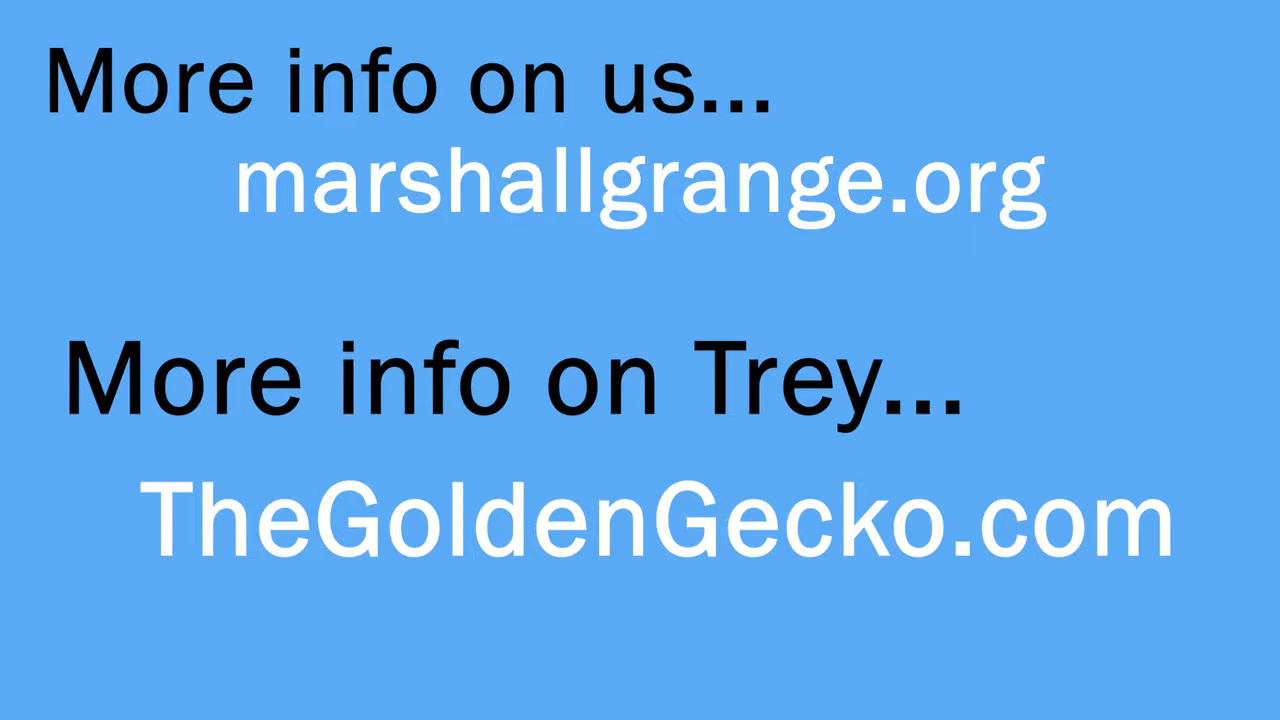 More info on us...
marshallgrange.org
More info on Trey...
TheGoldenGecko.com